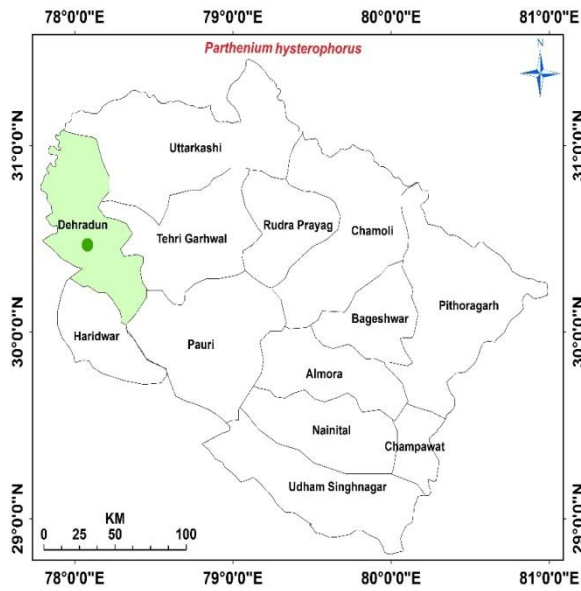 78°0'0"E 79°0'0"E 80°0'0"E 81°0'0"E
Parthenium hysterophorus
N
31°0'0"N
31°0'0"N
Uttarkashi
Dehradun
Tehri Garhwal
Rudra Prayag
Chamoli
Pithoragarh
Bageshwar
30°0'0"N
30°0'0"N
Haridwar
Pauri
Almora
Nainital
Champawat
Udham Singhnagar
29°0'0"N
29°0'0"N
KM
0 25 50 100
78°0'0"E 79°0'0"E 80°0'0"E 81°0'0"E